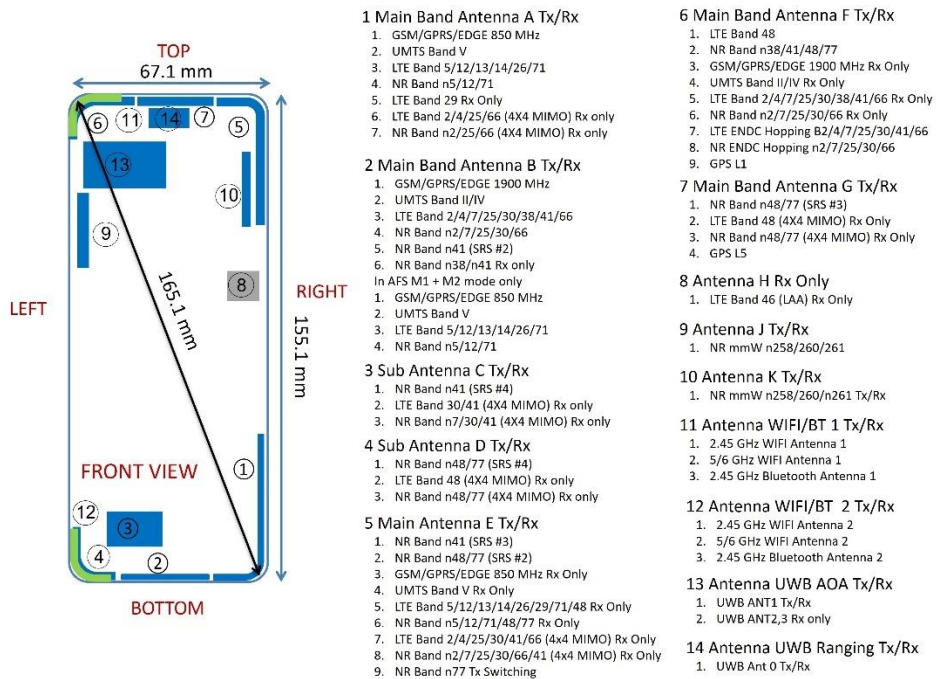 TOP
67.1 mm
6
11
14
7
5
13
10
9
8
LEFT
RIGHT
165.1 mm
155.1 mm
1
FRONT VIEW
12
3
4
2
BOTTOM
1 Main Band Antenna A Tx/Rx
1. GSM/GPRS/EDGE 850 MHz
2. UMTS Band V
3. LTE Band 5/12/13/14/26/71
4. NR Band n5/12/71
5. LTE Band 29 Rx Only
6. LTE Band 2/4/25/66 (4X4 MIMO) Rx only
7. NR Band n2/25/66 (4X4 MIMO) Rx only
2 Main Band Antenna B Tx/Rx
1. GSM/GPRS/EDGE 1900 MHz
2. UMTS Band II/IV
3. LTE Band 2/4/7/25/30/38/41/66
4. NR Band n2/7/25/30/66
5. NR Band n41 (SRS #2)
6. NR Band n38/n41 Rx only
In AFS M1 + M2 mode only
1. GSM/GPRS/EDGE 850 MHz
2. UMTS Band V
3. LTE Band 5/12/13/14/26/71
4. NR Band n5/12/71
3 Sub Antenna C Tx/Rx
1. NR Band n41 (SRS #4)
2. LTE Band 30/41 (4X4 MIMO) Rx only
3. NR Band n7/30/41 (4X4 MIMO) Rx only
4 Sub Antenna D Tx/Rx
1. NR Band n48/77 (SRS #4)
2. LTE Band 48 (4X4 MIMO) Rx only
3. NR Band n48/77 (4X4 MIMO) Rx only
5 Main Antenna E Tx/Rx
1. NR Band n41 (SRS #3)
2. NR Band n48/77 (SRS #2)
3. GSM/GPRS/EDGE 850 MHz Rx Only
4. UMTS Band V Rx Only
5. LTE Band 5/12/13/14/26/29/71/48 Rx Only
6. NR Band n5/12/71/48/77 Rx Only
7. LTE Band 2/4/25/30/41/66 (4x4 MIMO) Rx Only
8. NR Band n2/7/25/30/66/41 (4x4 MIMO) Rx Only
9. NR Band n77 Tx Switching
6 Main Band Antenna F Tx/Rx
1. LTE Band 48
2. NR Band n38/41/48/77
3. GSM/GPRS/EDGE 1900 MHz Rx Only
4. UMTS Band II/IV Rx Only
5. LTE Band 2/4/7/25/30/38/41/66 Rx Only
6. NR Band n2/7/25/30/66 Rx Only
7. LTE ENDC Hopping B2/4/7/25/30/41/66
8. NR ENDC Hopping n2/7/25/30/66
9. GPS L1
7 Main Band Antenna G Tx/Rx
1. NR Band n48/77 (SRS #3)
2. LTE Band 48 (4X4 MIMO) Rx Only
3. NR Band n48/77 (4X4 MIMO) Rx Only
4. GPS L5
8 Antenna H Rx Only
1. LTE Band 46 (LAA) Rx Only
9 Antenna J Tx/Rx
1. NR mmW n258/260/261
10 Antenna K Tx/Rx
1. NR mmW n258/260/n261 Tx/Rx
11 Antenna WIFI/BT 1 Tx/Rx
1. 2.45 GHz WIFI Antenna 1
2. 5/6 GHz WIFI Antenna 1
3. 2.45 GHz Bluetooth Antenna 1
12 Antenna WIFI/BT 2 Tx/Rx
1. 2.45 GHz WIFI Antenna 2
2. 5/6 GHz WIFI Antenna 2
3. 2.45 GHz Bluetooth Antenna 2
13 Antenna UWB AOA Tx/Rx
1. UWB ANT1 Tx/Rx
2. UWB ANT2,3 Rx only
14 Antenna UWB Ranging Tx/Rx
1. UWB Ant 0 Tx/Rx